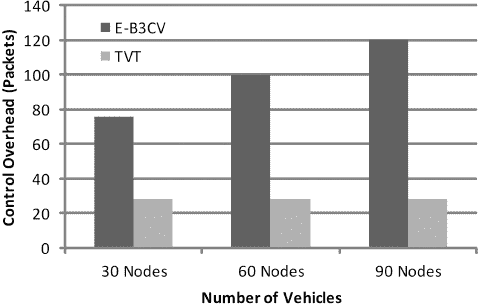 140
120
100
80
60
40
20
0
Control Overhead (Packets)
E-B3CV
TVT
30 Nodes
60 Nodes
90 Nodes
Number of Vehicles